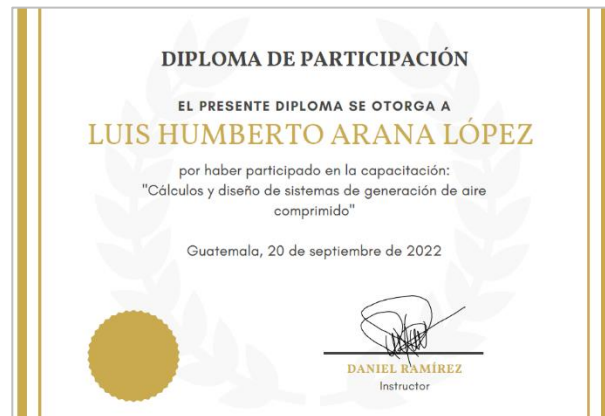 DIPLOMA DE PARTICIPACIÓN
EL PRESENTE DIPLOMA SE OTORGA A
LUIS HUMBERTO ARANA LÓPEZ
por haber participado en la capacitación:
"Cálculos y diseño de sistemas de generación de aire
comprimido"
Guatemala, 20 de septiembre de 2022
DANIEL RAMÍREZ
Instructor